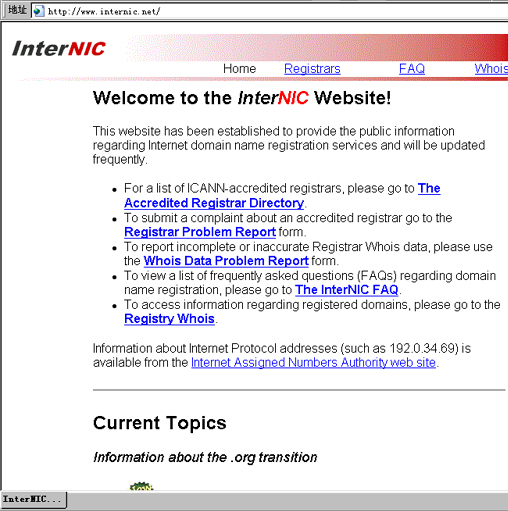 地址 http://www.internic.net/
InterNIC
Home Registrars FAQ Whois
Welcome to the InterNIC Website!
This website has been established to provide the public information
regarding Internet domain name registration services and will be updated
frequently.
For a list of ICANN-accredited registrars, please go to The
Accredited Registrar Directory.
To submit a complaint about an accredited registrar go to the
Registrar Problem Report form.
To report incomplete or inaccurate Registrar Whois data, please use
the Whois Data Problem Report form.
To view a list of frequently asked questions (FAQs) regarding domain
name registration, please go to The InterNIC FAQ.
To access information regarding registered domains, please go to the
Registry Whois.
Information about Internet Protocol addresses (such as 192.0.34.69) is
available from the Internet Assigned Numbers Authority web site.
Current Topics
Information about the .org transition
InterNIC...